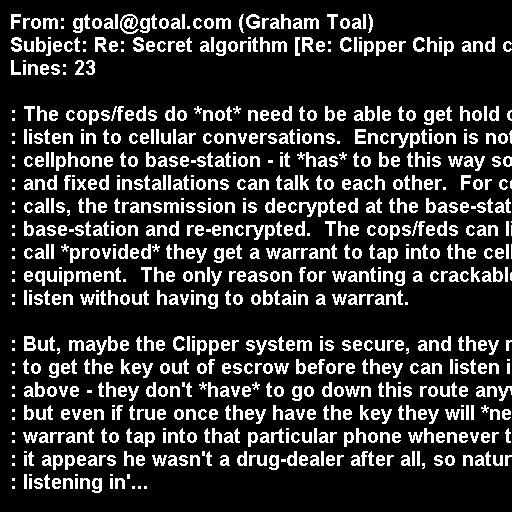 From: gtoal@gtoal.com (Graham Toal)
Subject: Re: Secret algorithm [Re: Clipper Chip and c
Lines: 23

: The cops/feds do *not* need to be able to get hold o
: listen in to cellular conversations.  Encryption is not
: cellphone to base-station - it *has* to be this way so
: and fixed installations can talk to each other.  For c
: calls, the transmission is decrypted at the base-stat
: base-station and re-encrypted.  The cops/feds can li
: call *provided* they get a warrant to tap into the cell
: equipment.  The only reason for wanting a crackable
: listen without having to obtain a warrant.

: But, maybe the Clipper system is secure, and they r
: to get the key out of escrow before they can listen i
: above - they don't *have* to go down this route any
: but even if true once they have the key they will *ne
: warrant to tap into that particular phone whenever t
: it appears he wasn't a drug-dealer after all, so natur
: listening in'...